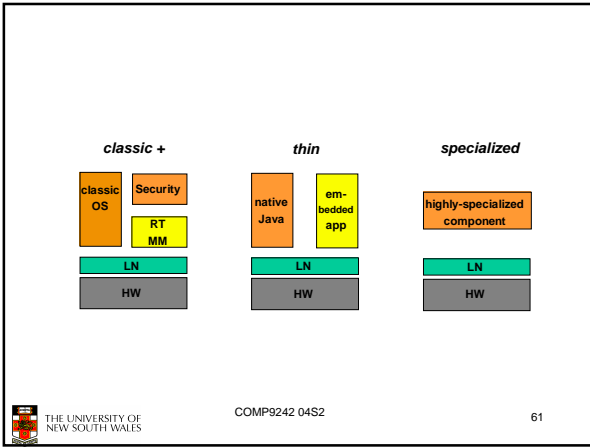 classic +
thin
specialized
classic
OS
Security
RT
MM
LN
HW
native
Java
em-
bedded
app
LN
HW
highly-specialized
component
LN
HW
THE UNIVERSITY OF
NEW SOUTH WALES
COMP9242 04S2
61